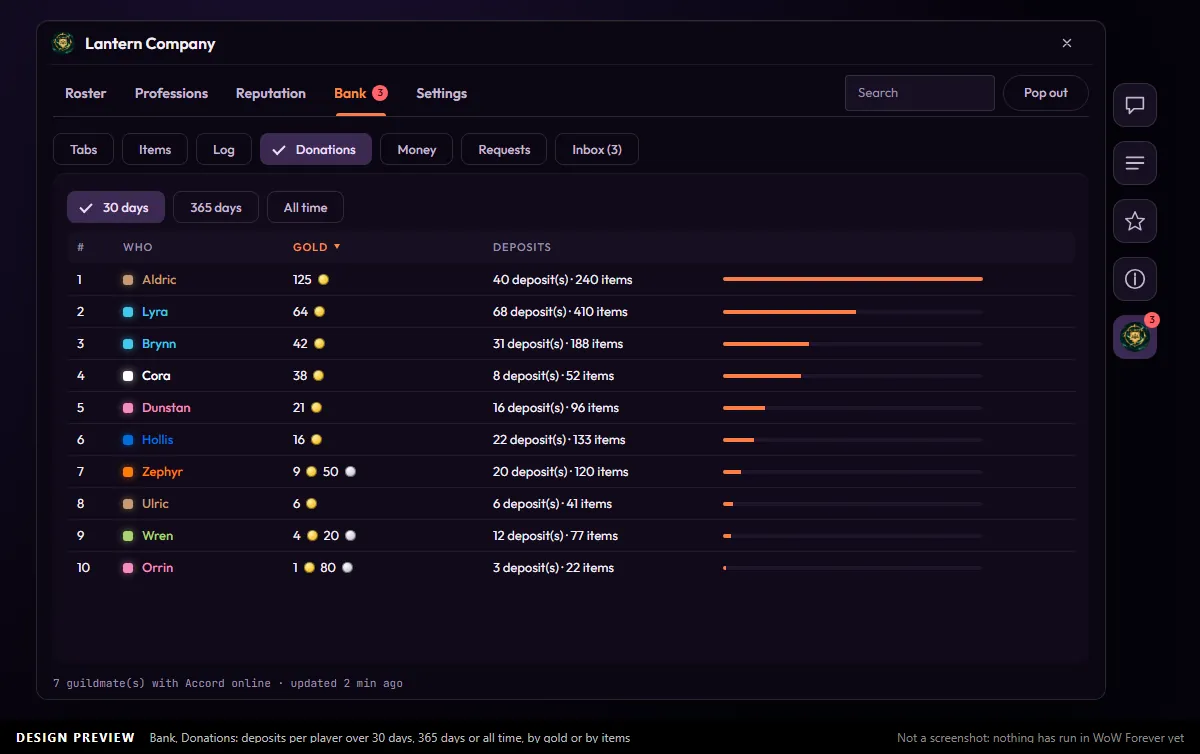 Lantern Company ×
Roster Professions Reputation Bank 3 Settings Search Pop out
Tabs Items Log Donations Money Requests Inbox (3)
30 days 365 days All time
# WHO GOLD DEPOSITS
1 Aldric 125 40 deposit(s) · 240 items
2 Lyra 64 68 deposit(s) · 410 items
3 Brynn 42 31 deposit(s) · 188 items
3
4 Cora 38 8 deposit(s) · 52 items
5 Dunstan 21 16 deposit(s) · 96 items
6 Hollis 16 22 deposit(s) · 133 items
7 Zephyr 9 50 20 deposit(s) · 120 items
8 Ulric 6 6 deposit(s) · 41 items
9 Wren 4 20 12 deposit(s) · 77 items
10 Orrin 1 80 3 deposit(s) · 22 items
7 guildmate(s) with Accord online · updated 2 min ago
DESIGN PREVIEW Bank, Donations: deposits per player over 30 days, 365 days or all time, by gold or by items Not a screenshot: nothing has run in WoW Forever yet